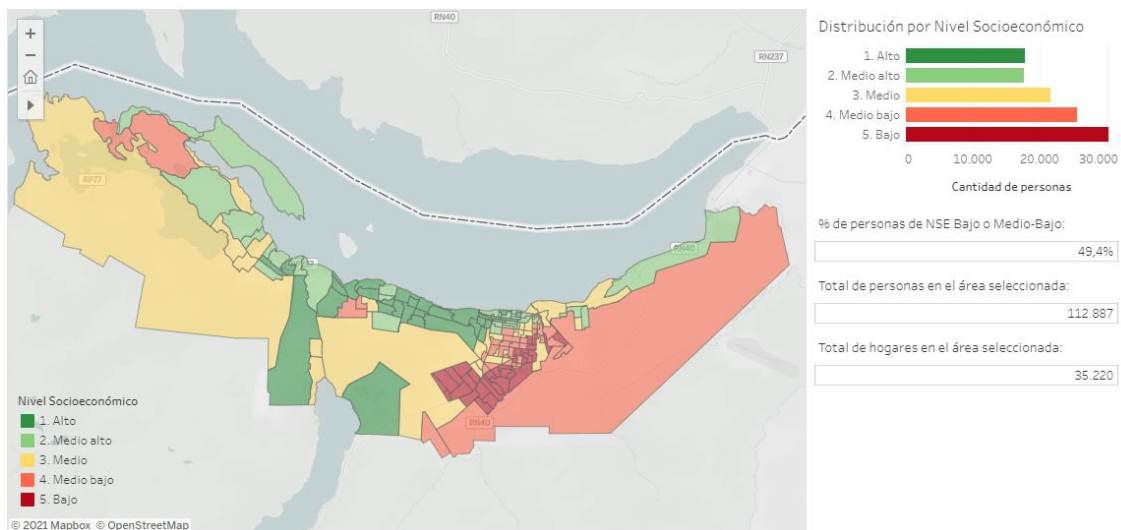 RN40
RN237
RP77
RN40
RN40
Nivel Socioeconómico
1. Alto
2. Medio alto
3. Medio
4. Medio bajo
5. Bajo
© 2021 Mapbox © OpenStreetMap
Distribución por Nivel Socioeconómico
1. Alto
2. Medio alto
3. Medio
4. Medio bajo
5. Bajo
0 10.000 20.000 30.000
Cantidad de personas
% de personas de NSE Bajo o Medio-Bajo:
49,4%
Total de personas en el área seleccionada:
112.887
Total de hogares en el área seleccionada:
35.220